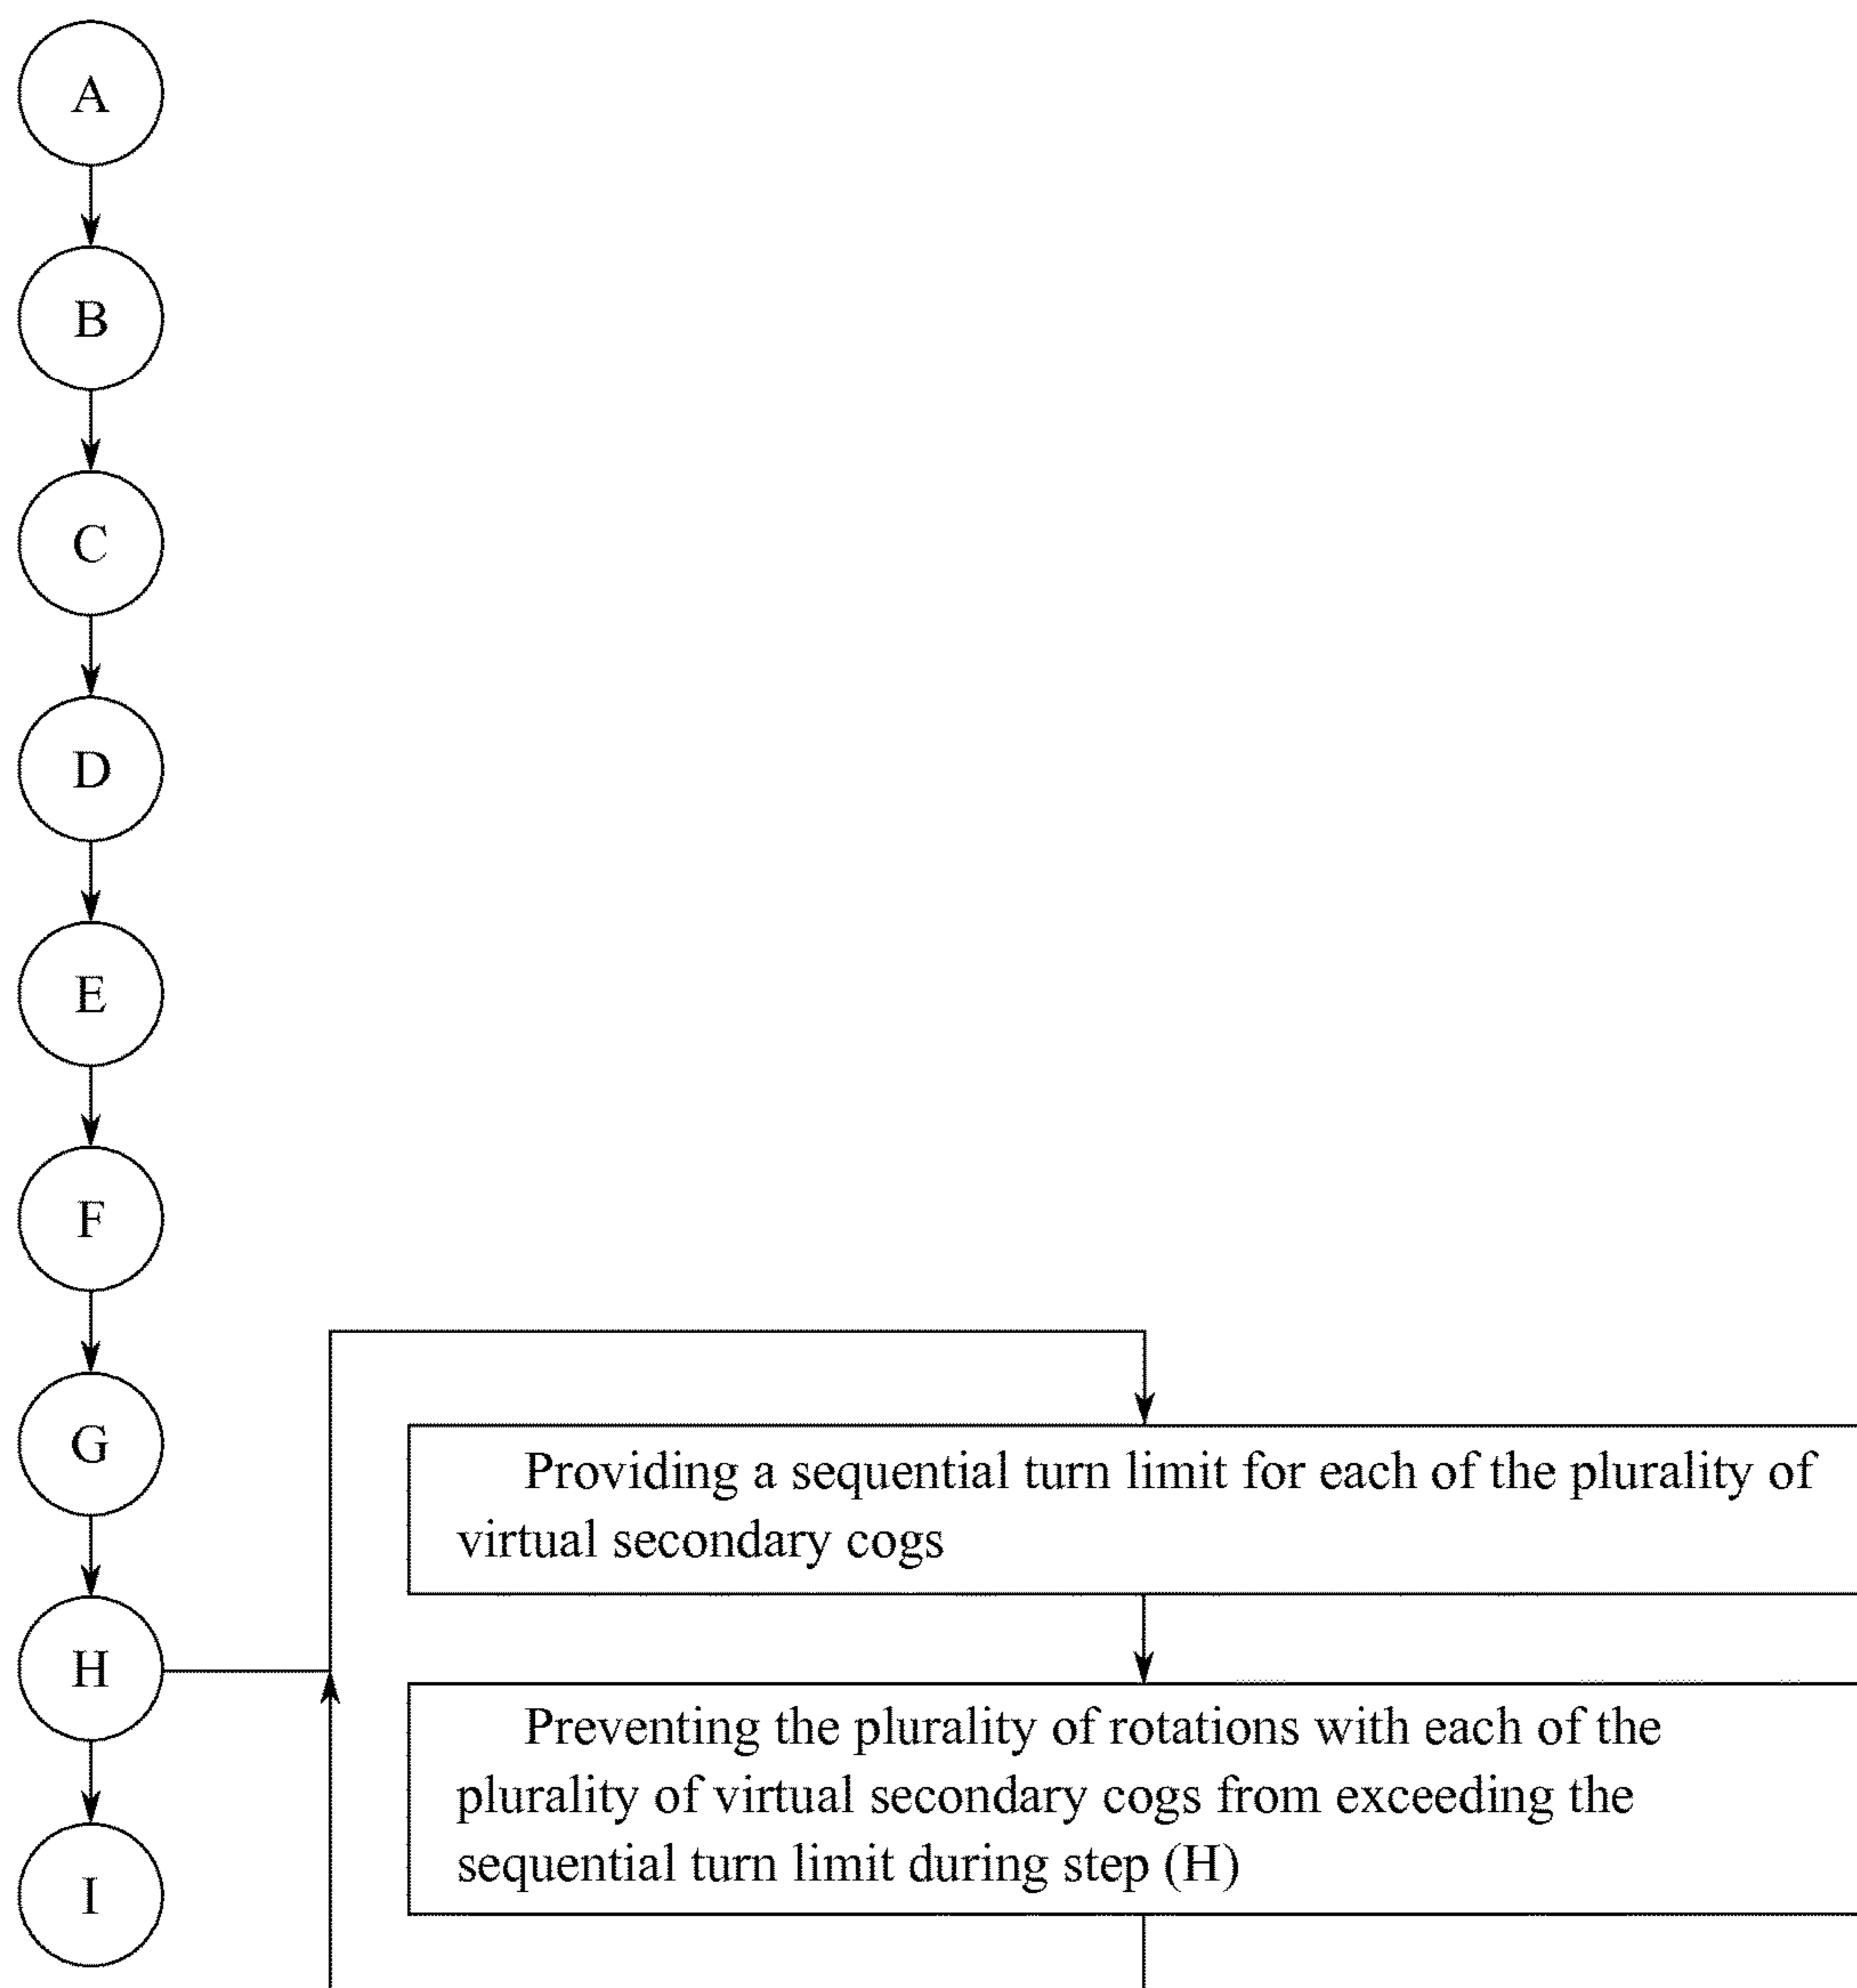 A
B
C
D
E
F
G
H
I
Providing a sequential turn limit for each of the plurality of
virtual secondary cogs
Preventing the plurality of rotations with each of the
plurality of virtual secondary cogs from exceeding the
sequential turn limit during step (H)